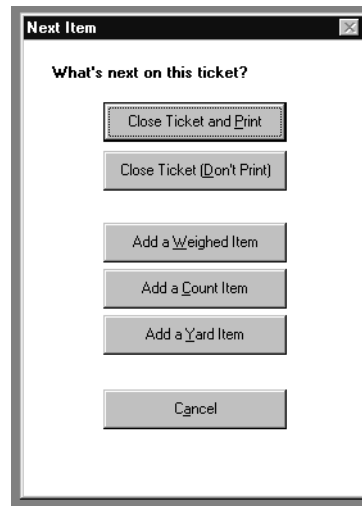 Next Item
What's next on this ticket?
Close Ticket and Print
Close Ticket (Don't Print)
Add a Weighed Item
Add a Count Item
Add a Yard Item
Cancel